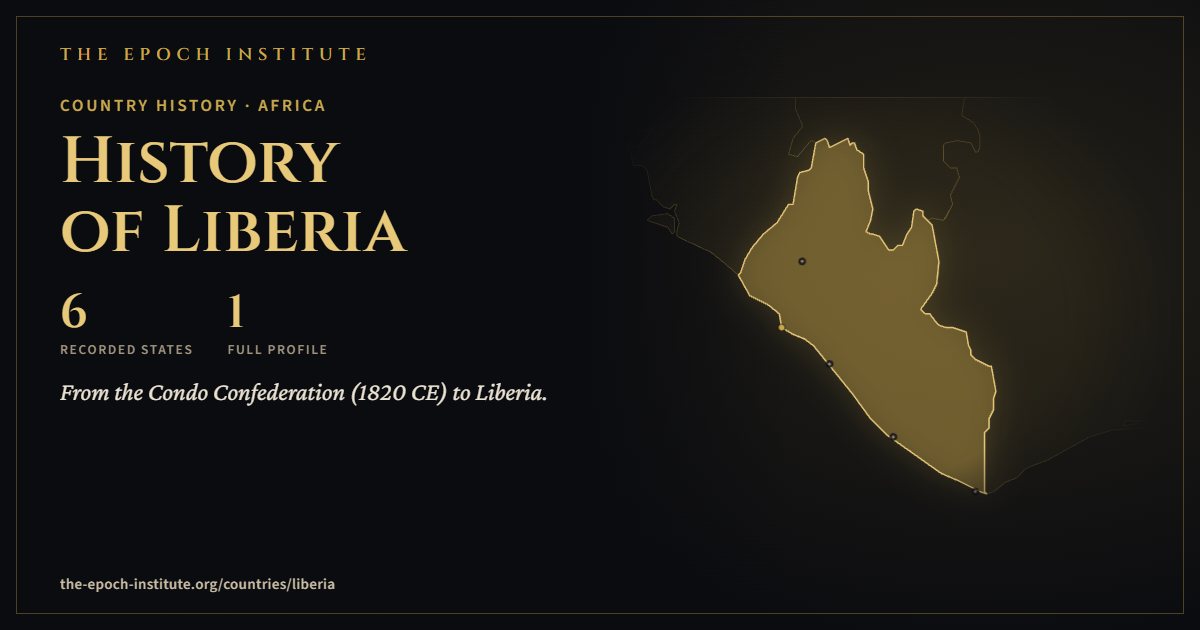 THE EPOCH INSTITUTE
COUNTRY HISTORY · AFRICA
HISTORY
OF LIBERIA
6 1
RECORDED STATES FULL PROFILE
From the Condo Confederation (1820 CE) to Liberia.
the-epoch-institute.org/countries/liberia